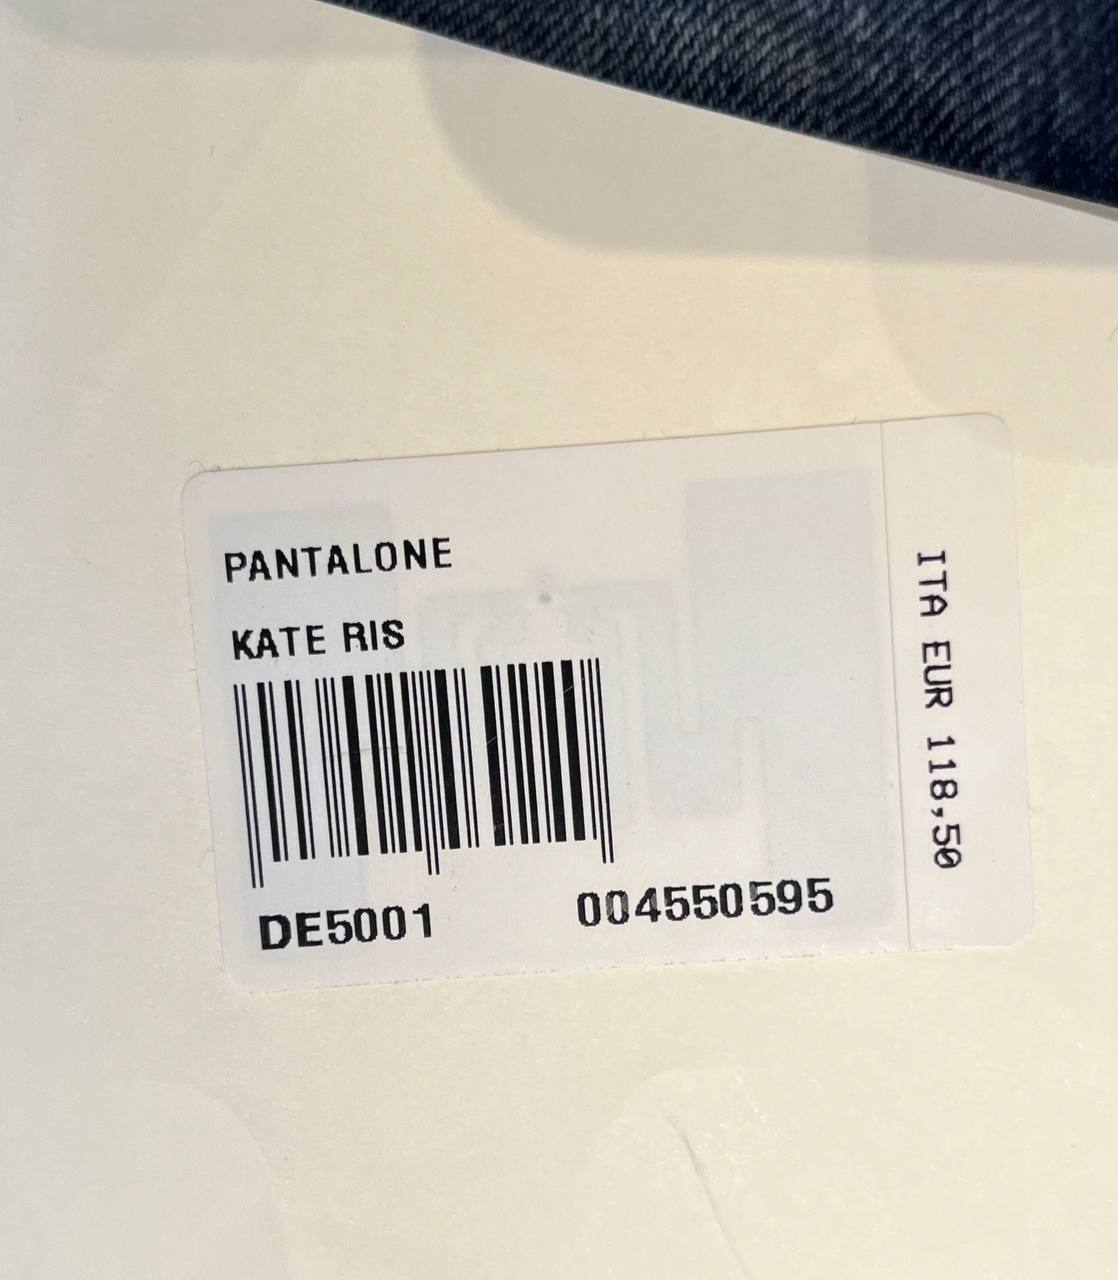 PANTALONE
KATE RIS
DE5001 004550595
ITA EUR 118,50